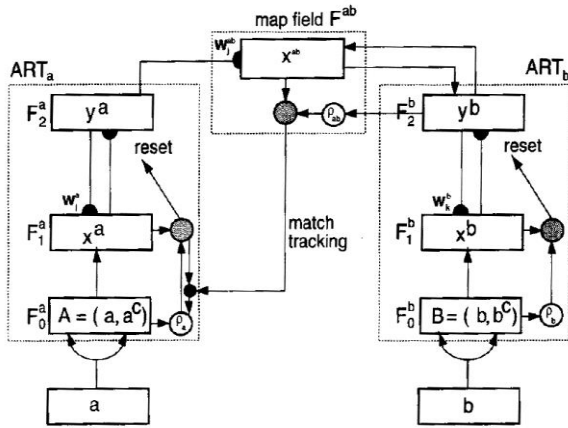 map field F^ab
w_j^ab
x^ab
ART_a
ART_b
F_2^a
y^a
ρ_ab
F_2^b
y^b
reset
reset
w_j^a
w_k^b
F_1^a
x^a
match
tracking
F_1^b
x^b
F_0^a
A = ( a, a^c)
ρ_a
F_0^b
B = ( b, b^c)
ρ_b
a
b